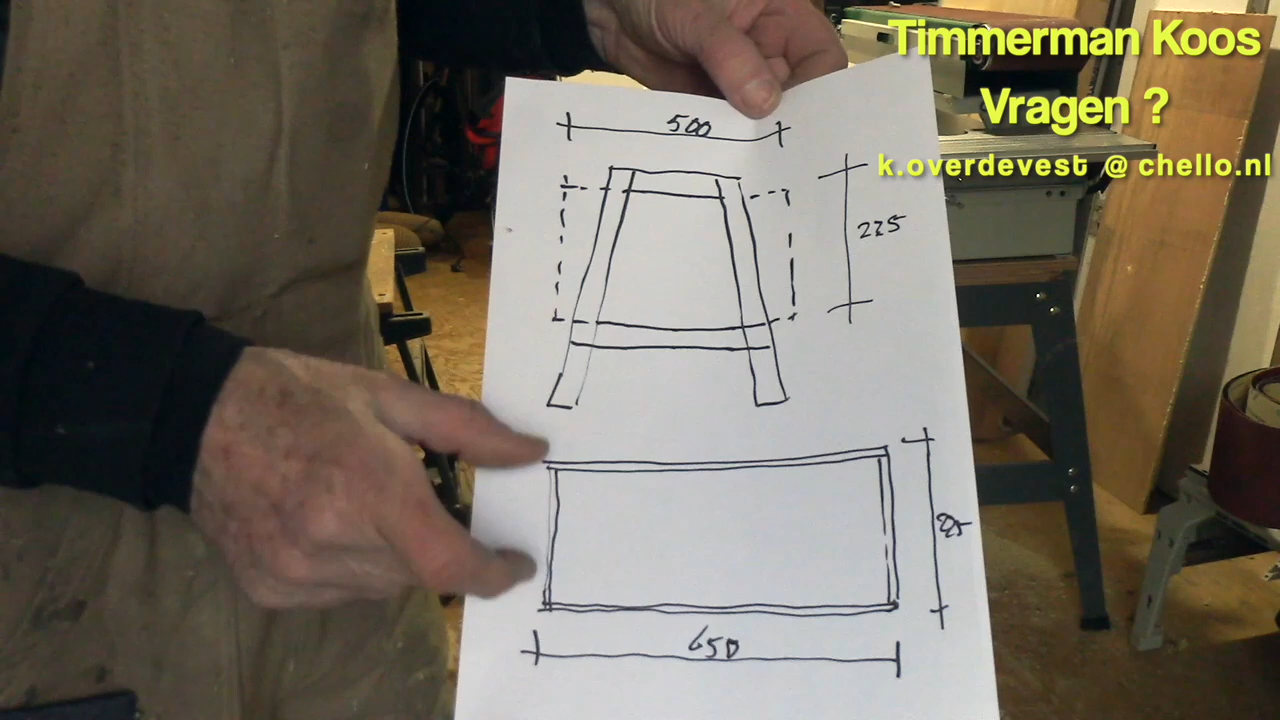 Timmerman Koos
Vragen ?
k.overdevest @ chello.nl
500
225
650